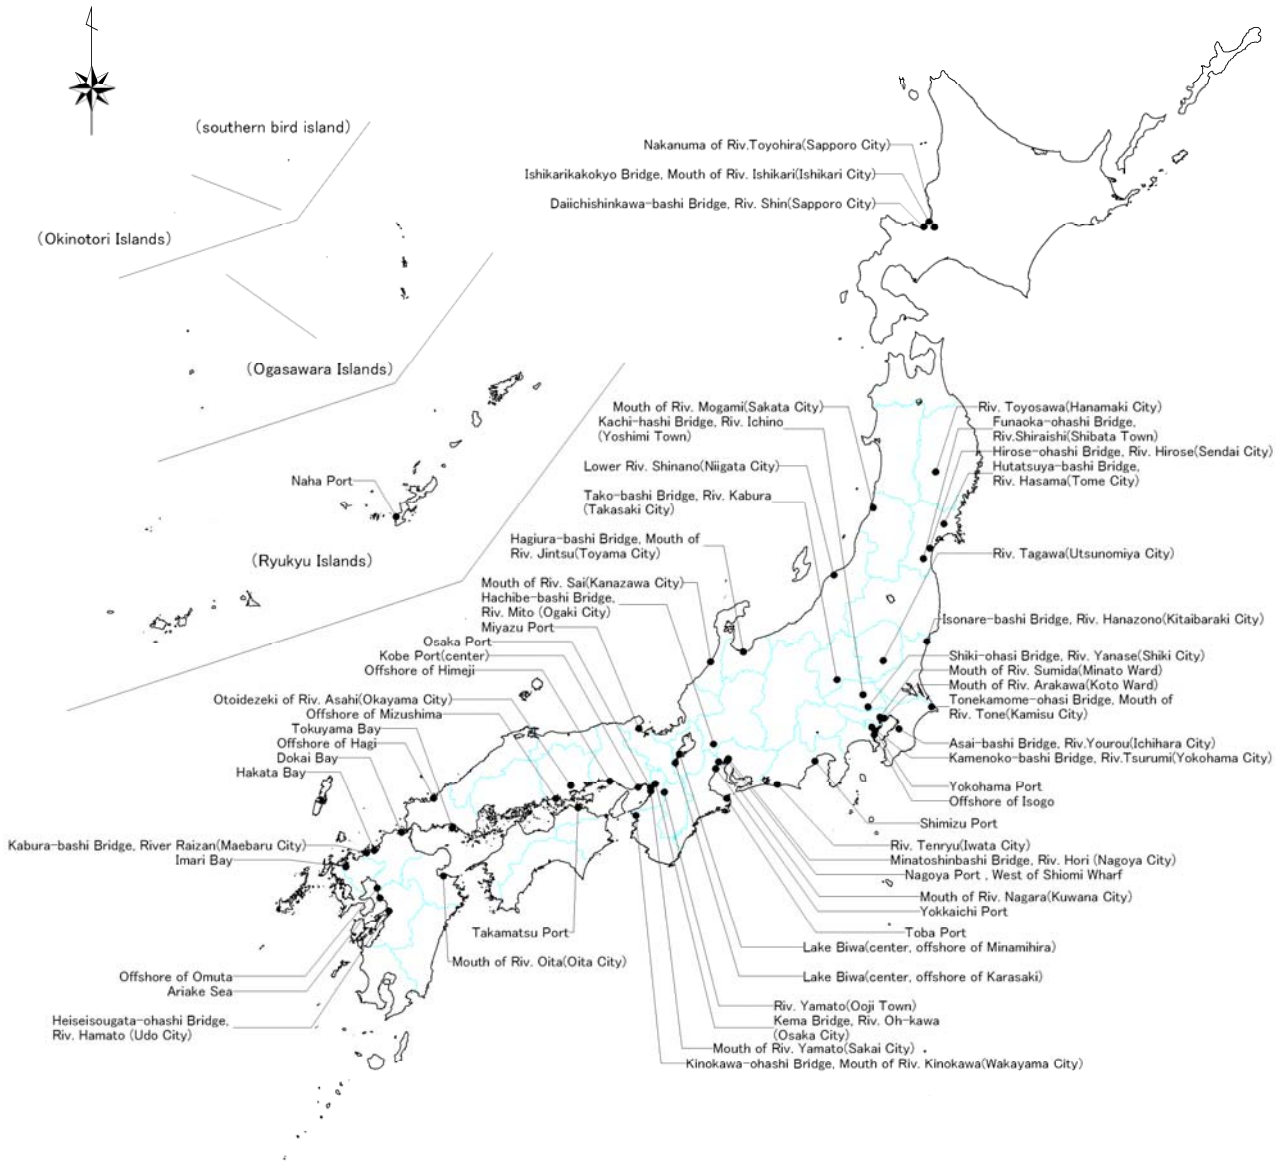 (southern bird island)
Nakanuma of Riv.Toyohira(Sapporo City)
Ishikarikakokyo Bridge, Mouth of Riv. Ishikari(Ishikari City)
Daiichishinkawa-bashi Bridge, Riv. Shin(Sapporo City)
(Okinotori Islands)
(Ogasawara Islands)
Naha Port
(Ryukyu Islands)
Mouth of Riv. Mogami(Sakata City)
Kachi-hashi Bridge, Riv. Ichino
(Yoshimi Town)
Lower Riv. Shinano(Niigata City)
Tako-bashi Bridge, Riv. Kabura
(Takasaki City)
Hagiura-bashi Bridge, Mouth of
Riv. Jintsu(Toyama City)
Mouth of Riv. Sai(Kanazawa City)
Hachibe-bashi Bridge,
Riv. Mito (Ogaki City)
Miyazu Port
Osaka Port
Kobe Port(center)
Offshore of Himeji
Otoidezeki of Riv. Asahi(Okayama City)
Offshore of Mizushima
Tokuyama Bay
Offshore of Hagi
Dokai Bay
Hakata Bay
Kabura-bashi Bridge, River Raizan(Maebaru City)
Imari Bay
Offshore of Omuta
Ariake Sea
Heiseisougata-ohashi Bridge,
Riv. Hamato (Udo City)
Riv. Toyosawa(Hanamaki City)
Funaoka-ohashi Bridge,
Riv.Shiraishi(Shibata Town)
Hirose-ohashi Bridge, Riv. Hirose(Sendai City)
Hutatsuya-bashi Bridge,
Riv. Hasama(Tome City)
Riv. Tagawa(Utsunomiya City)
Isonare-bashi Bridge, Riv. Hanazono(Kitaibaraki City)
Shiki-ohasi Bridge, Riv. Yanase(Shiki City)
Mouth of Riv. Sumida(Minato Ward)
Mouth of Riv. Arakawa(Koto Ward)
Tonekamome-ohasi Bridge, Mouth of
Riv. Tone(Kamisu City)
Asai-bashi Bridge, Riv.Yourou(Ichihara City)
Kamenoko-bashi Bridge, Riv.Tsurumi(Yokohama City)
Yokohama Port
Offshore of Isogo
Shimizu Port
Riv. Tenryu(Iwata City)
Minatoshinbashi Bridge, Riv. Hori (Nagoya City)
Nagoya Port , West of Shiomi Wharf
Mouth of Riv. Nagara(Kuwana City)
Yokkaichi Port
Toba Port
Takamatsu Port
Mouth of Riv. Oita(Oita City)
Lake Biwa(center, offshore of Minamihira)
Lake Biwa(center, offshore of Karasaki)
Riv. Yamato(Ooji Town)
Kema Bridge, Riv. Oh-kawa
(Osaka City)
Mouth of Riv. Yamato(Sakai City)
Kinokawa-ohashi Bridge, Mouth of Riv. Kinokawa(Wakayama City)